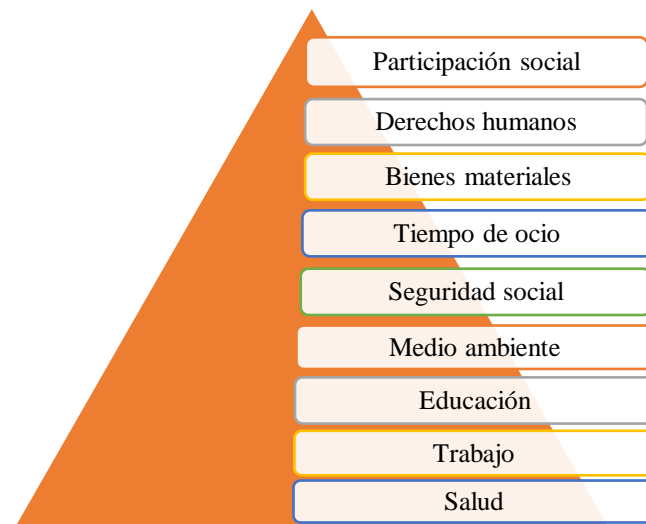 Participación social
Derechos humanos
Bienes materiales
Tiempo de ocio
Seguridad social
Medio ambiente
Educación
Trabajo
Salud